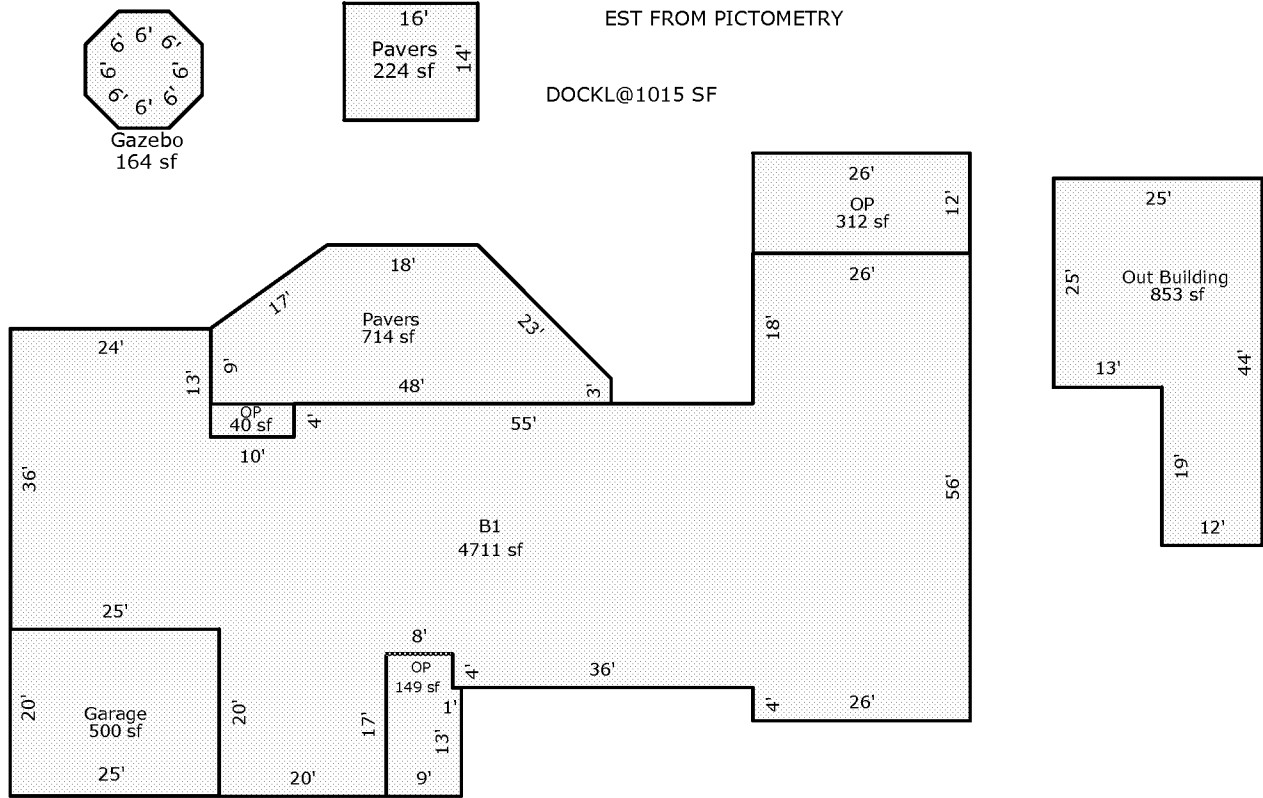 EST FROM PICTOMETRY
DOCKL@1015 SF
6'
6'
6'
6'
6'
6'
6'
6'
Gazebo
164 sf
16'
Pavers
224 sf
14'
26'
OP
312 sf
12'
25'
25'
Out Building
853 sf
44'
13'
19'
12'
18'
17'
Pavers
714 sf
23'
9'
48'
3'
24'
13'
OP
40 sf
4'
10'
55'
26'
18'
36'
56'
B1
4711 sf
25'
20'
Garage
500 sf
25'
20'
20'
8'
OP
149 sf
4'
1'
17'
13'
9'
36'
4'
26'